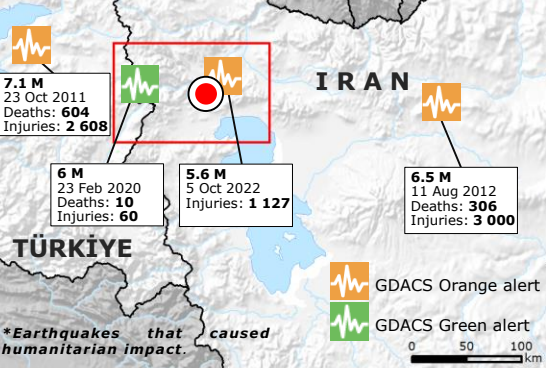 7.1 M
23 Oct 2011
Deaths: 604
Injuries: 2 608
IRAN
6 M
23 Feb 2020
Deaths: 10
Injuries: 60
5.6 M
5 Oct 2022
Injuries: 1 127
6.5 M
11 Aug 2012
Deaths: 306
Injuries: 3 000
TÜRKİYE
GDACS Orange alert
GDACS Green alert
*Earthquakes that caused
humanitarian impact.
0 50 100
km